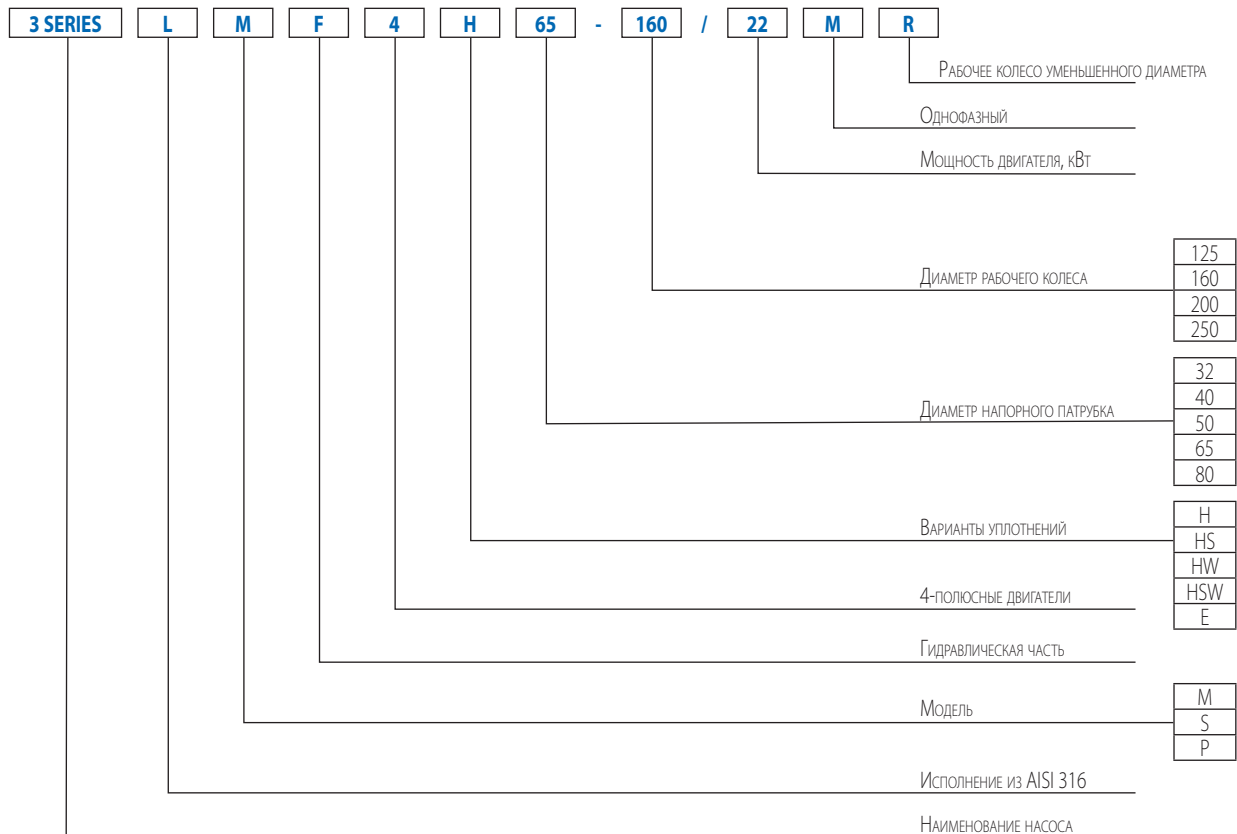 3 SERIES L M F 4 H 65 - 160 / 22 M R
Рабочее колесо уменьшенного диаметра
Однофазный
Мощность двигателя, кВт
Диаметр рабочего колеса
125
160
200
250
Диаметр напорного патрубка
32
40
50
65
80
Варианты уплотнений
H
HS
HW
HSW
E
4-полюсные двигатели
Гидравлическая часть
Модель
M
S
P
Исполнение из AISI 316
Наименование насоса